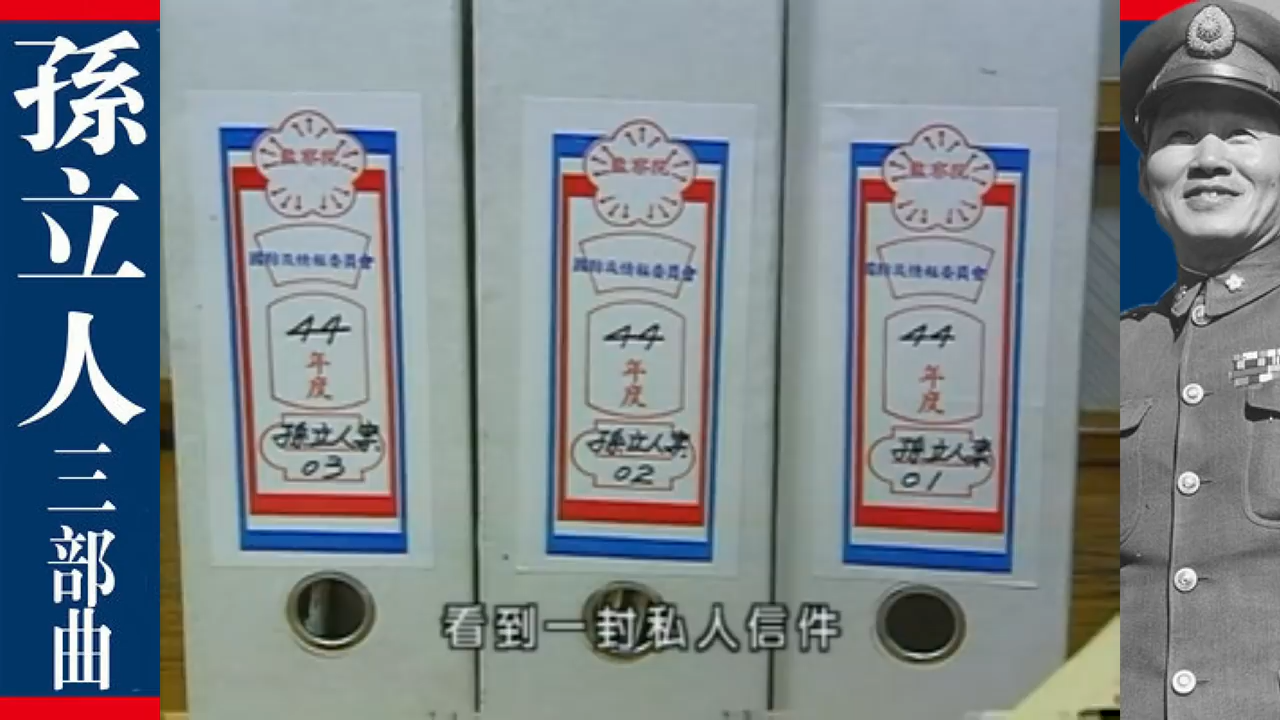 孫立人三部曲
監察院
國防及情報委員會
44
年度
孫立人案
03
監察院
國防及情報委員會
44
年度
孫立人案
02
監察院
國防及情報委員會
44
年度
孫立人案
01
看到一封私人信件